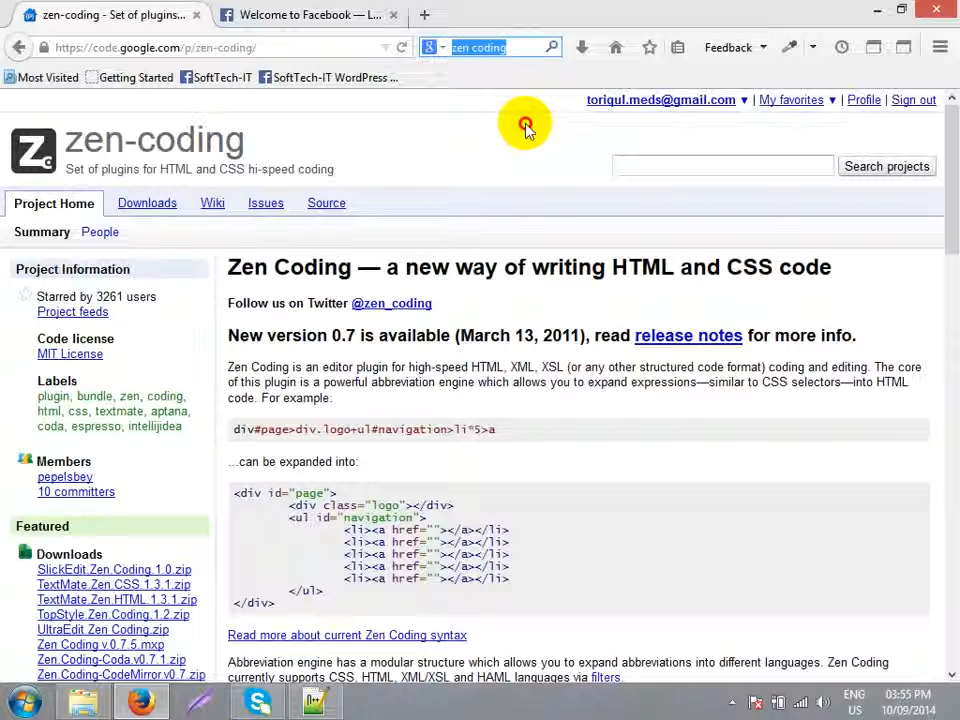 zen-coding - Set of plugins...
Welcome to Facebook — L...
https://code.google.com/p/zen-coding/
zen coding
Feedback
Most Visited
Getting Started
SoftTech-IT
SoftTech-IT WordPress ...
toriqul.meds@gmail.com ▼ | My favorites ▼ | Profile | Sign out
zen-coding
Set of plugins for HTML and CSS hi-speed coding
Search projects
Project Home
Downloads
Wiki
Issues
Source
Summary
People
Project Information
Starred by 3261 users
Project feeds
Code license
MIT License
Labels
plugin, bundle, zen, coding,
html, css, textmate, aptana,
coda, espresso, intellijidea
Members
pepelsbey
10 committers
Featured
Downloads
SlickEdit.Zen.Coding.1.0.zip
TextMate.Zen.CSS.1.3.1.zip
TextMate.Zen.HTML.1.3.1.zip
TopStyle.Zen.Coding.1.2.zip
UltraEdit Zen Coding.zip
Zen Coding v.0.7.5.mxp
Zen.Coding-Coda.v0.7.1.zip
Zen.Coding-CodeMirror.v0.7.zip
Zen Coding — a new way of writing HTML and CSS code
Follow us on Twitter @zen_coding
New version 0.7 is available (March 13, 2011), read release notes for more info.
Zen Coding is an editor plugin for high-speed HTML, XML, XSL (or any other structured code format) coding and editing. The core
of this plugin is a powerful abbreviation engine which allows you to expand expressions—similar to CSS selectors—into HTML
code. For example:
div#page>div.logo+ul#navigation>li*5>a
...can be expanded into:
<div id="page">
<div class="logo"></div>
<ul id="navigation">
<li><a href=""></a></li>
<li><a href=""></a></li>
<li><a href=""></a></li>
<li><a href=""></a></li>
<li><a href=""></a></li>
</ul>
</div>
Read more about current Zen Coding syntax
Abbreviation engine has a modular structure which allows you to expand abbreviations into different languages. Zen Coding
currently supports CSS, HTML, XML/XSL and HAML languages via filters.
ENG
US
03:55 PM
10/09/2014